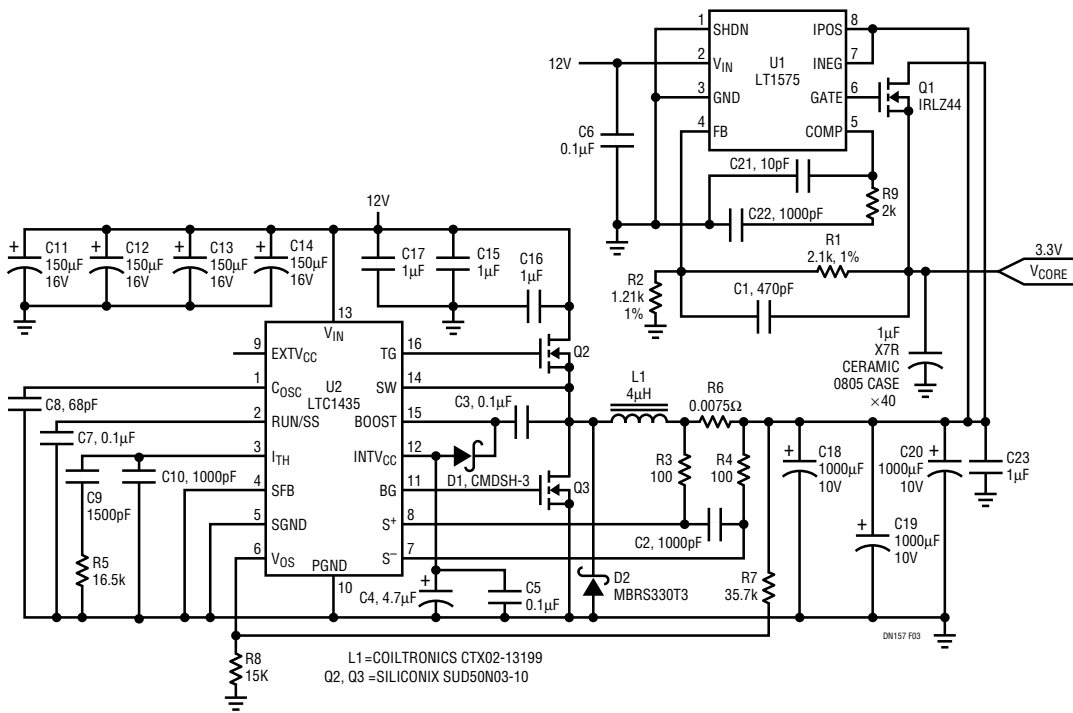 1
SHDN
IPOS
8
12V
2
VIN
U1
LT1575
INEG
7
3
GND
GATE
6
Q1
IRLZ44
4
FB
COMP
5
C6
0.1µF
C21, 10pF
C22, 1000pF
R9
2k
R1
2.1k, 1%
3.3V
VCORE
R2
1.21k
1%
C1, 470pF
1µF
X7R
CERAMIC
0805 CASE
×40
12V
+
C11
150µF
16V
+
C12
150µF
16V
+
C13
150µF
16V
+
C14
150µF
16V
C17
1µF
C15
1µF
C16
1µF
13
VIN
9
EXTVCC
TG
16
Q2
1
COSC
U2
LTC1435
SW
14
C8, 68pF
2
RUN/SS
BOOST
15
C3, 0.1µF
L1
4µH
R6
0.0075Ω
C7, 0.1µF
3
ITH
INTVCC
12
D1, CMDSH-3
C10, 1000pF
C9
1500pF
4
SFB
BG
11
Q3
R3
100
R4
100
+
C18
1000µF
10V
C20
1000µF
10V
+
C23
1µF
5
SGND
S+
8
C2, 1000pF
+
C19
1000µF
10V
R5
16.5k
6
VOS
S−
7
PGND
10
+
C4, 4.7µF
C5
0.1µF
D2
MBRS330T3
R7
35.7k
DN157 F03
R8
15K
L1=COILTRONICS CTX02-13199
Q2, Q3 =SILICONIX SUD50N03-10